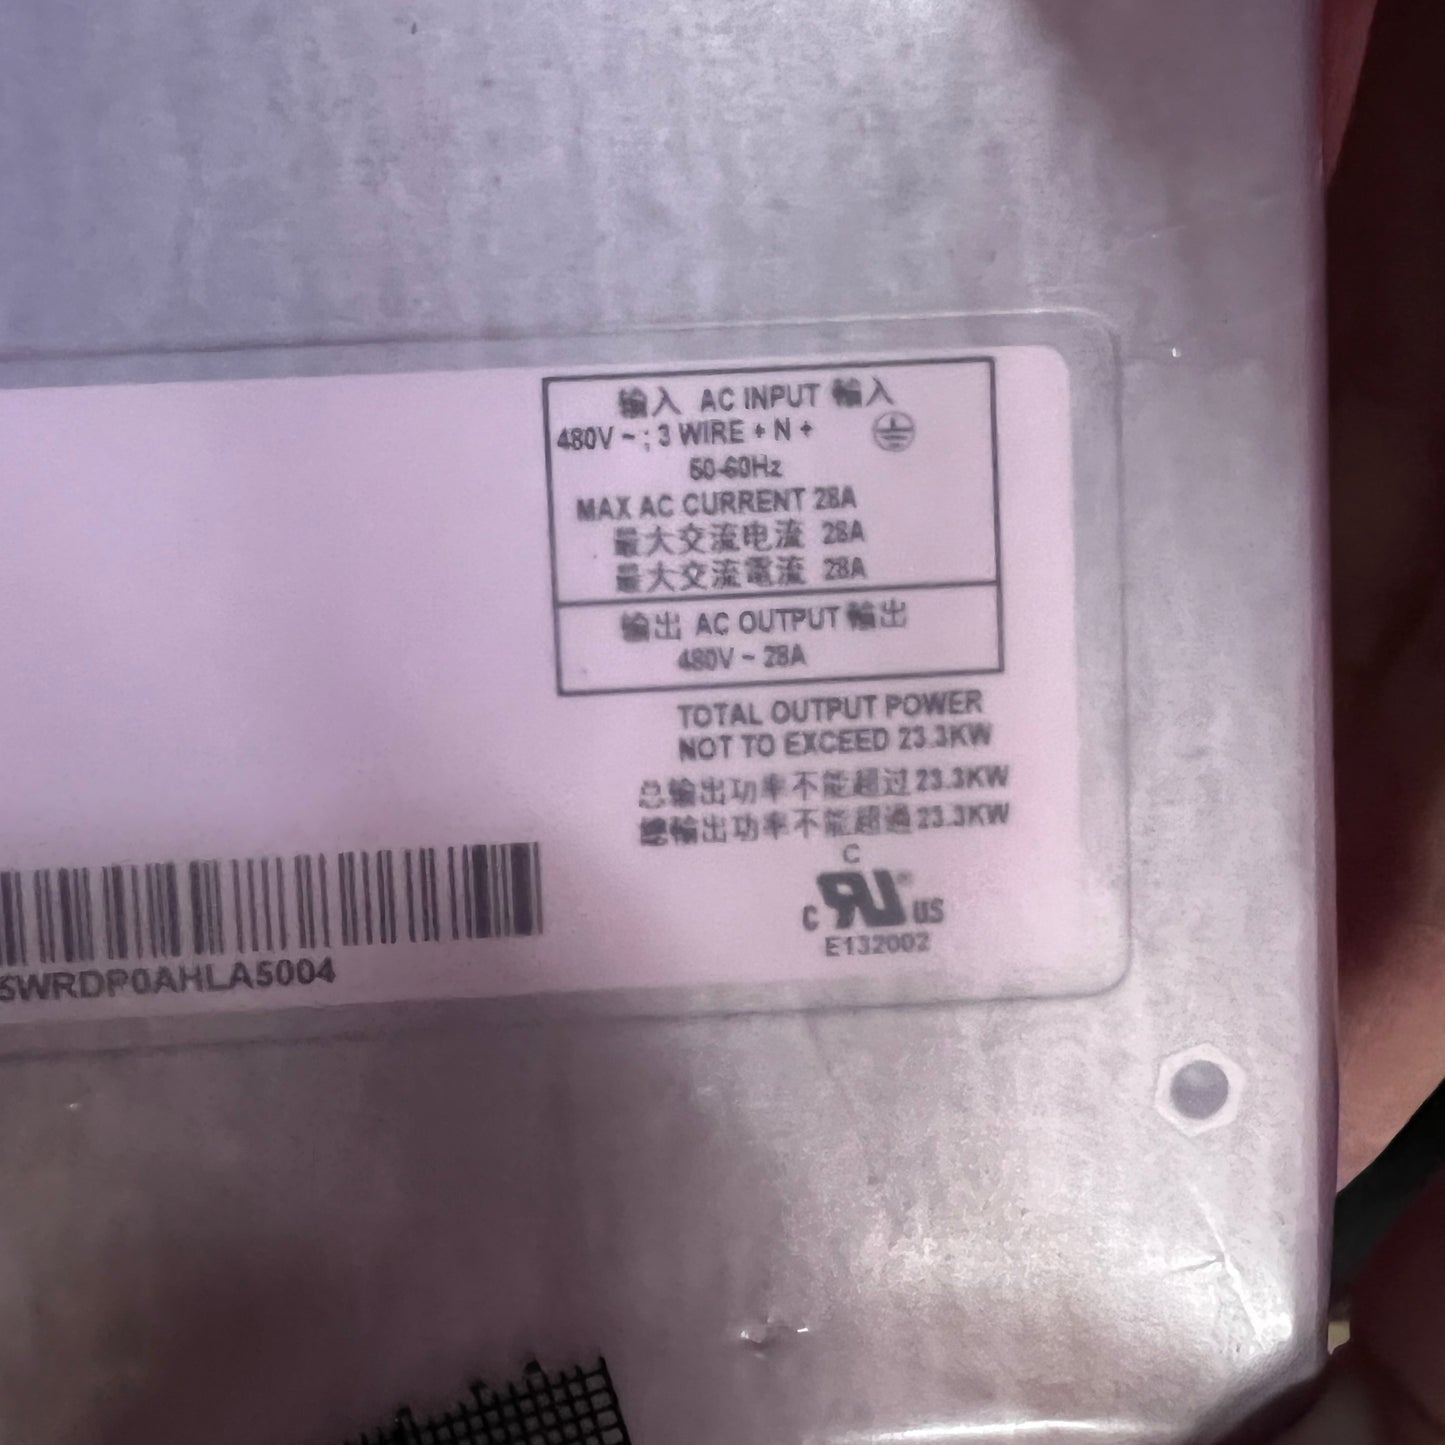 输入 AC INPUT 輸入
480V ~ ; 3 WIRE + N +
50-60Hz
MAX AC CURRENT 28A
最大交流电流 28A
最大交流電流 28A
输出 AC OUTPUT 輸出
480V ~ 28A
TOTAL OUTPUT POWER
NOT TO EXCEED 23.3KW
总输出功率不能超过23.3KW
總輸出功率不能超過23.3KW
C
c RU ® US
E132002
5WRDP0AHLA5004